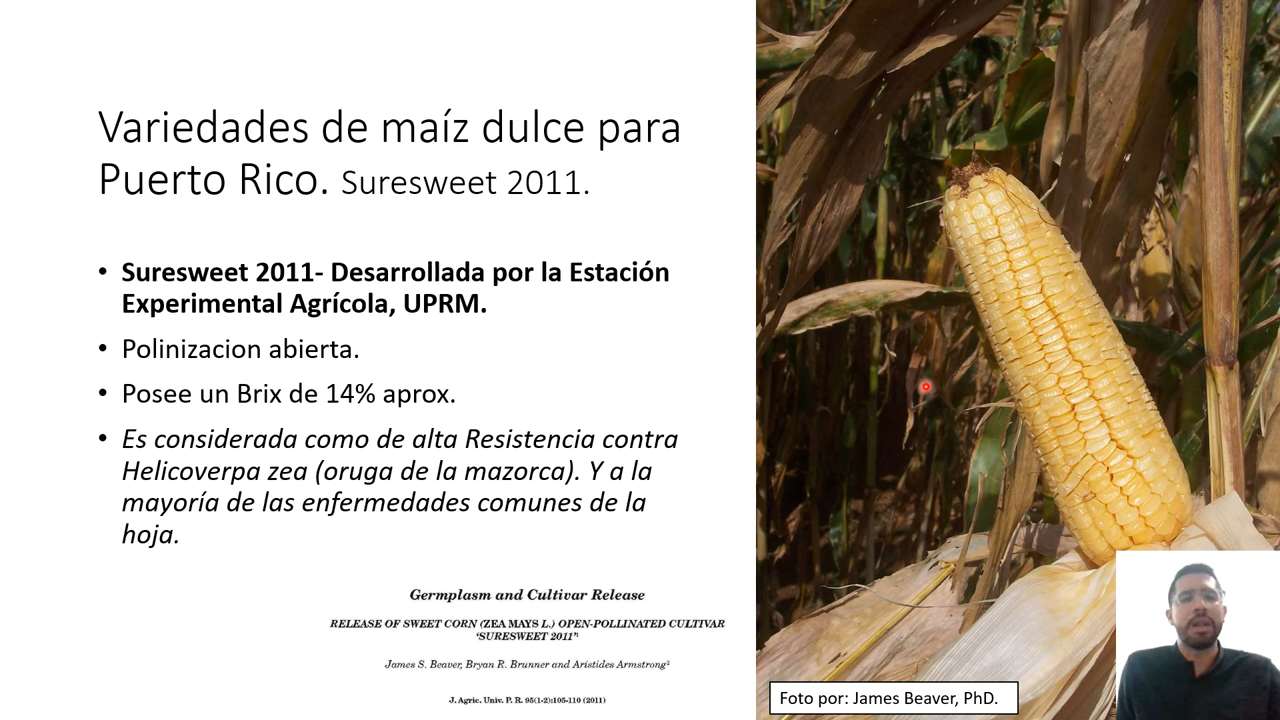 Variedades de maíz dulce para
Puerto Rico. Suresweet 2011.
• Suresweet 2011- Desarrollada por la Estación
Experimental Agrícola, UPRM.
• Polinizacion abierta.
• Posee un Brix de 14% aprox.
• Es considerada como de alta Resistencia contra
Helicoverpa zea (oruga de la mazorca). Y a la
mayoría de las enfermedades comunes de la
hoja.
Germplasm and Cultivar Release
RELEASE OF SWEET CORN (ZEA MAYS L.) OPEN-POLLINATED CULTIVAR
‘SURESWEET 2011’¹
James S. Beaver, Bryan R. Brunner and Arístides Armstrong²
J. Agric. Univ. P. R. 95(1-2):105-110 (2011)
Foto por: James Beaver, PhD.